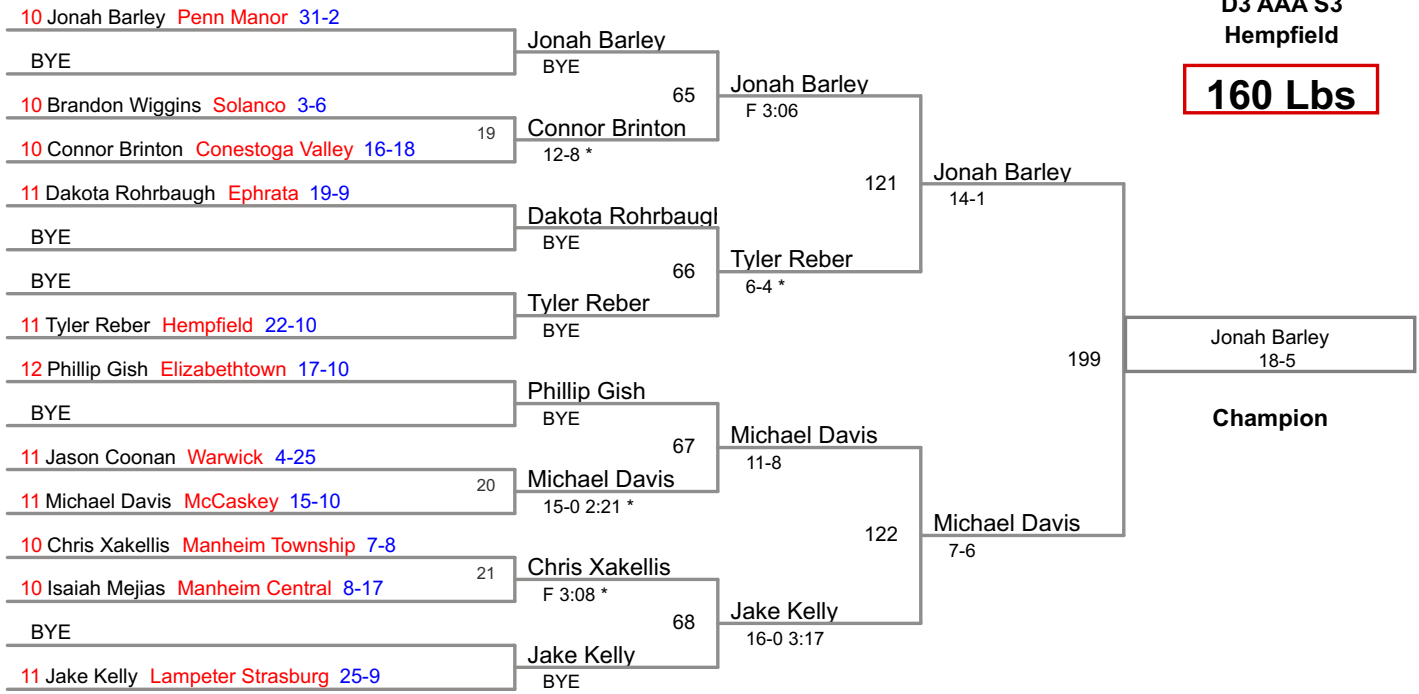 D3 AAA S3
Hempfield
160 Lbs
10 Jonah Barley Penn Manor 31-2
BYE
10 Brandon Wiggins Solanco 3-6
10 Connor Brinton Conestoga Valley 16-18
11 Dakota Rohrbaugh Ephrata 19-9
BYE
BYE
11 Tyler Reber Hempfield 22-10
12 Phillip Gish Elizabethtown 17-10
BYE
11 Jason Coonan Warwick 4-25
11 Michael Davis McCaskey 15-10
10 Chris Xakellis Manheim Township 7-8
10 Isaiah Mejias Manheim Central 8-17
BYE
11 Jake Kelly Lampeter Strasburg 25-9
19
20
21
Jonah Barley
BYE
Connor Brinton
12-8 *
Dakota Rohrbaugh
BYE
Tyler Reber
BYE
Phillip Gish
BYE
Michael Davis
15-0 2:21 *
Chris Xakellis
F 3:08 *
Jake Kelly
BYE
65
66
67
68
Jonah Barley
F 3:06
Tyler Reber
6-4 *
Michael Davis
11-8
Jake Kelly
16-0 3:17
121
122
Jonah Barley
14-1
Michael Davis
7-6
199
Jonah Barley
18-5
Champion